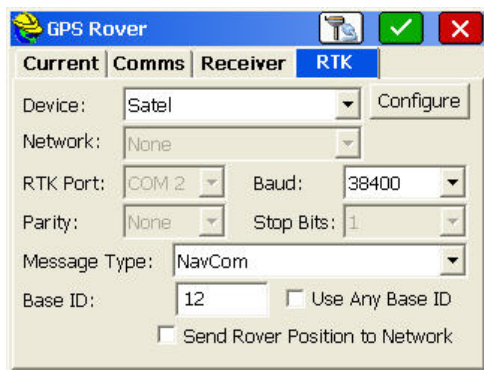 GPS Rover
Current Comms Receiver RTK
Device: Satel Configure
Network: None
RTK Port: COM 2 Baud: 38400
Parity: None Stop Bits: 1
Message Type: NavCom
Base ID: 12 Use Any Base ID
Send Rover Position to Network